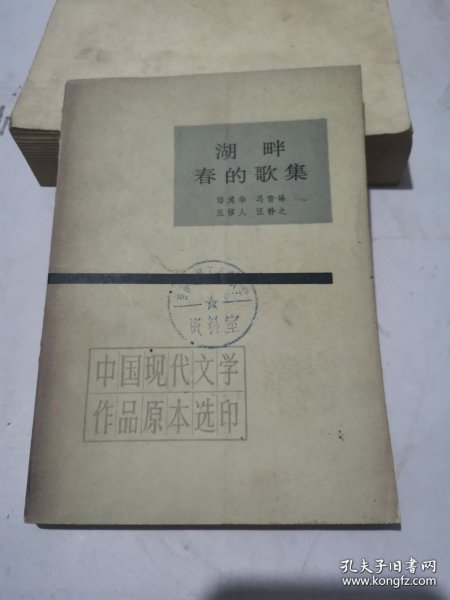 湖畔
春的歌集
潘漠华 冯雪峰
应修人 汪静之
资料室
中国现代文学
作品原本选印
孔夫子旧书网
www.kongfz.com